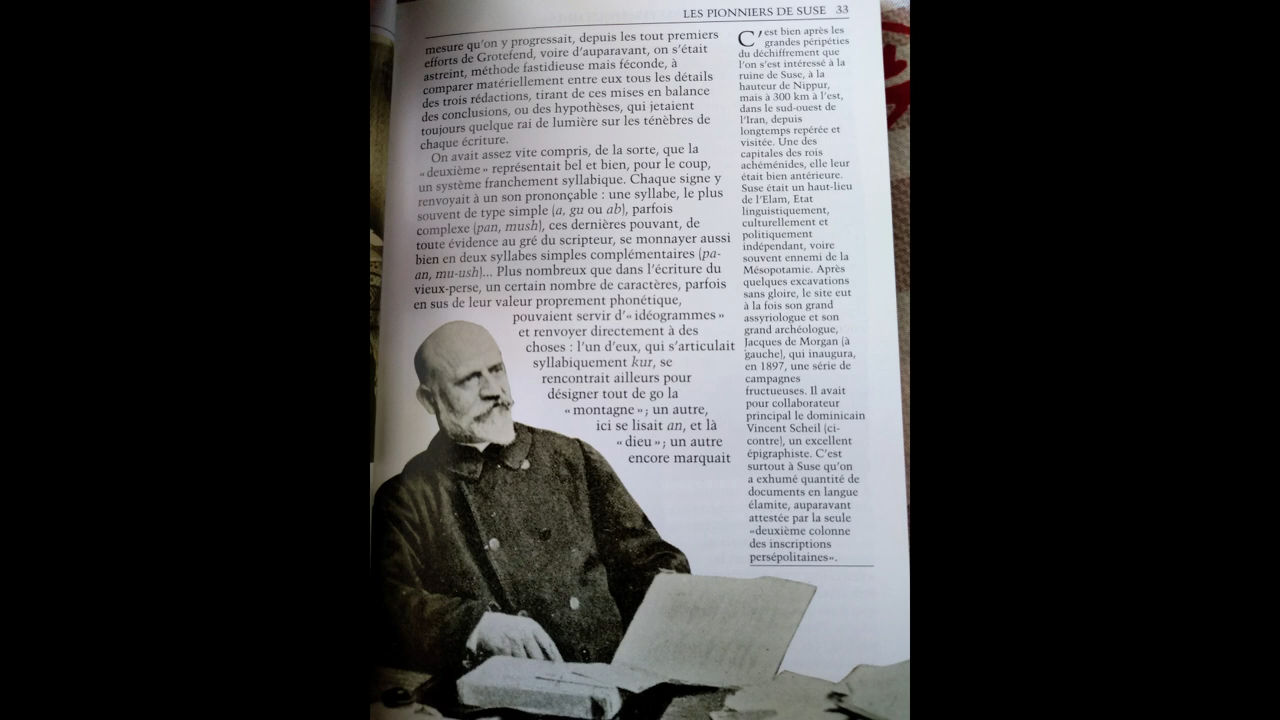 LES PIONNIERS DE SUSE 33
mesure qu'on y progressait, depuis les tout premiers
efforts de Grotefend, voire d'auparavant, on s'était
astreint, méthode fastidieuse mais féconde, à
comparer matériellement entre eux tous les détails
des trois rédactions, tirant de ces mises en balance
des conclusions, ou des hypothèses, qui jetaient
toujours quelque rai de lumière sur les ténèbres de
chaque écriture.
On avait assez vite compris, de la sorte, que la
«deuxième» représentait bel et bien, pour le coup,
un système franchement syllabique. Chaque signe y
renvoyait à un son prononçable : une syllabe, le plus
souvent de type simple (a, gu ou ab), parfois
complexe (pan, mush), ces dernières pouvant, de
toute évidence au gré du scripteur, se monnayer aussi
bien en deux syllabes simples complémentaires (pa-
an, mu-ush)... Plus nombreux que dans l'écriture du
vieux-perse, un certain nombre de caractères, parfois
en sus de leur valeur proprement phonétique,
pouvaient servir d'«idéogrammes»
et renvoyer directement à des
choses : l'un d'eux, qui s'articulait
syllabiquement kur, se
rencontrait ailleurs pour
désigner tout de go la
«montagne»; un autre,
ici se lisait an, et là
«dieu»; un autre
encore marquait
C'est bien après les
grandes péripéties
du déchiffrement que
l'on s'est intéressé à la
ruine de Suse, à la
hauteur de Nippur,
mais à 300 km à l'est,
dans le sud-ouest de
l'Iran, depuis
longtemps repérée et
visitée. Une des
capitales des rois
achéménides, elle leur
était bien antérieure.
Suse était un haut-lieu
de l'Elam, Etat
linguistiquement,
culturellement et
politiquement
indépendant, voire
souvent ennemi de la
Mésopotamie. Après
quelques excavations
sans gloire, le site eut
à la fois son grand
assyriologue et son
grand archéologue,
Jacques de Morgan (à
gauche), qui inaugura,
en 1897, une série de
campagnes
fructueuses. Il avait
pour collaborateur
principal le dominicain
Vincent Scheil (ci-
contre), un excellent
épigraphiste. C'est
surtout à Suse qu'on
a exhumé quantité de
documents en langue
élamite, auparavant
attestée par la seule
«deuxième colonne
des inscriptions
persépolitaines».